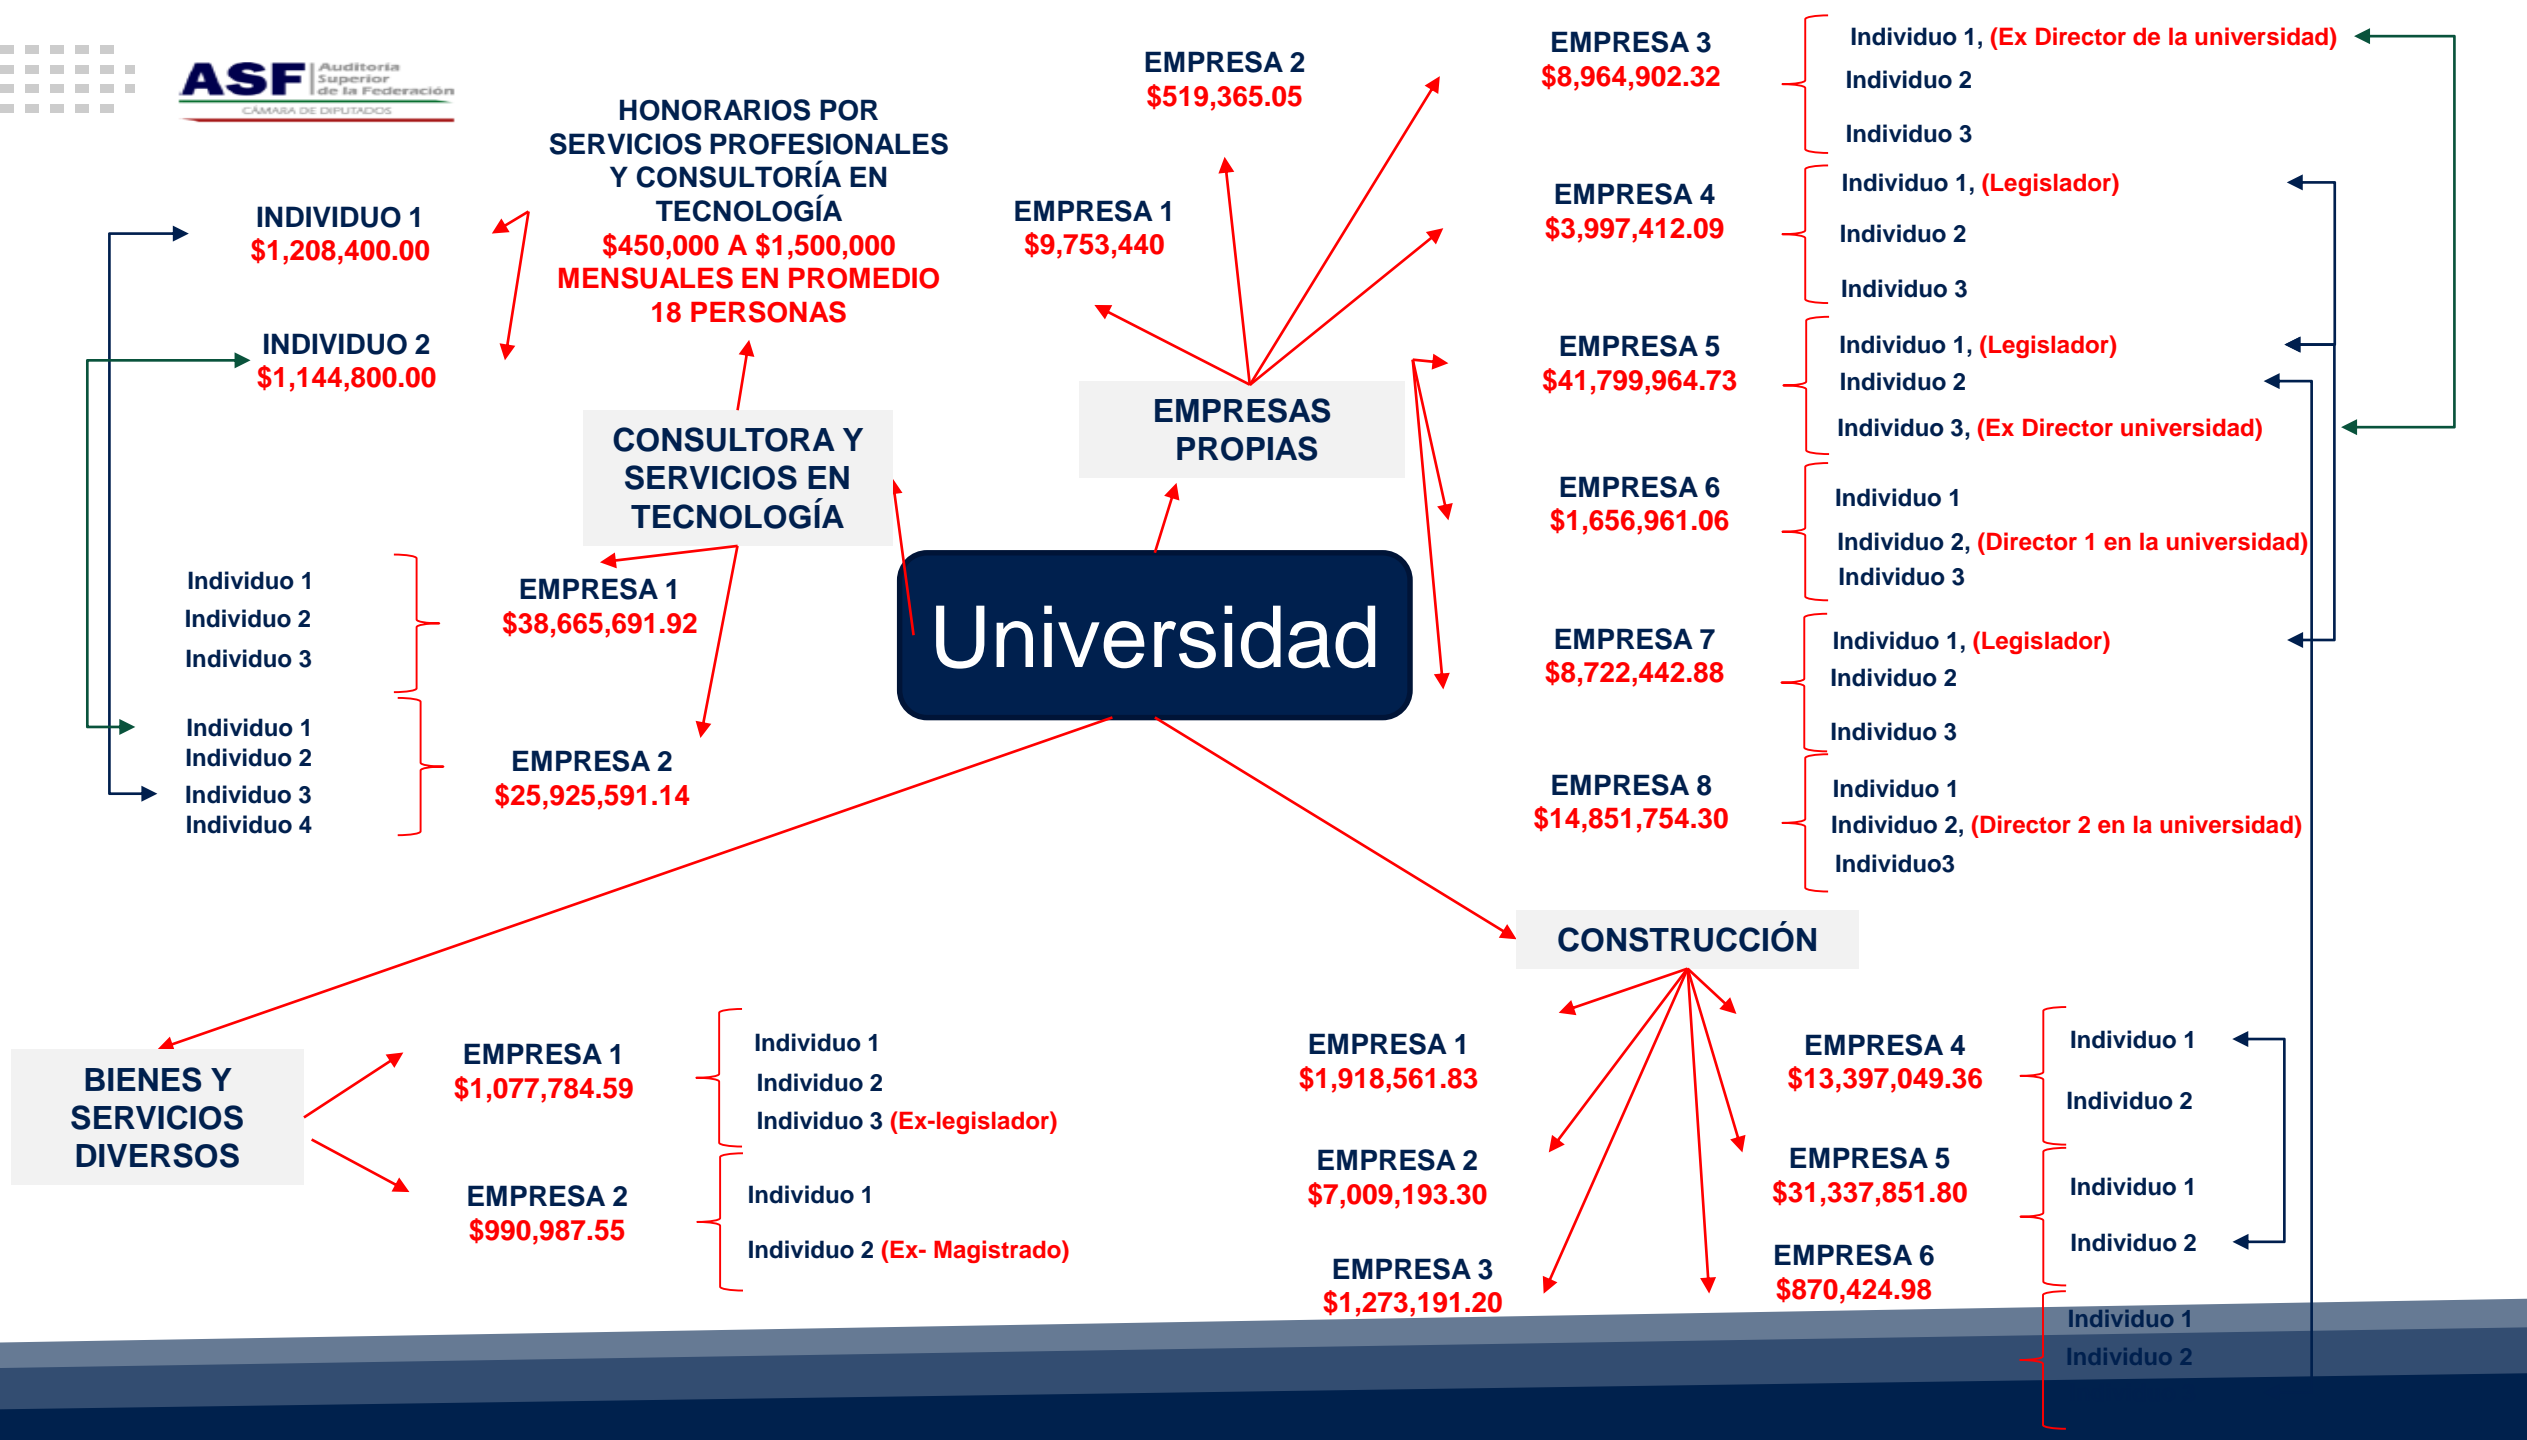 ASF
Auditoría
Superior
de la Federación
CÁMARA DE DIPUTADOS
HONORARIOS POR
SERVICIOS PROFESIONALES
Y CONSULTORÍA EN
TECNOLOGÍA
$450,000 A $1,500,000
MENSUALES EN PROMEDIO
18 PERSONAS
INDIVIDUO 1
$1,208,400.00
INDIVIDUO 2
$1,144,800.00
CONSULTORA Y
SERVICIOS EN
TECNOLOGÍA
EMPRESA 1
$38,665,691.92
Individuo 1
Individuo 2
Individuo 3
EMPRESA 2
$25,925,591.14
Individuo 1
Individuo 2
Individuo 3
Individuo 4
Universidad
EMPRESAS
PROPIAS
EMPRESA 1
$9,753,440
EMPRESA 2
$519,365.05
EMPRESA 3
$8,964,902.32
Individuo 1, (Ex Director de la universidad)
Individuo 2
Individuo 3
EMPRESA 4
$3,997,412.09
Individuo 1, (Legislador)
Individuo 2
Individuo 3
EMPRESA 5
$41,799,964.73
Individuo 1, (Legislador)
Individuo 2
Individuo 3, (Ex Director universidad)
EMPRESA 6
$1,656,961.06
Individuo 1
Individuo 2, (Director 1 en la universidad)
Individuo 3
EMPRESA 7
$8,722,442.88
Individuo 1, (Legislador)
Individuo 2
Individuo 3
EMPRESA 8
$14,851,754.30
Individuo 1
Individuo 2, (Director 2 en la universidad)
Individuo3
BIENES Y
SERVICIOS
DIVERSOS
EMPRESA 1
$1,077,784.59
Individuo 1
Individuo 2
Individuo 3 (Ex-legislador)
EMPRESA 2
$990,987.55
Individuo 1
Individuo 2 (Ex- Magistrado)
CONSTRUCCIÓN
EMPRESA 1
$1,918,561.83
EMPRESA 2
$7,009,193.30
EMPRESA 3
$1,273,191.20
EMPRESA 4
$13,397,049.36
Individuo 1
Individuo 2
EMPRESA 5
$31,337,851.80
Individuo 1
Individuo 2
EMPRESA 6
$870,424.98
Individuo 1
Individuo 2